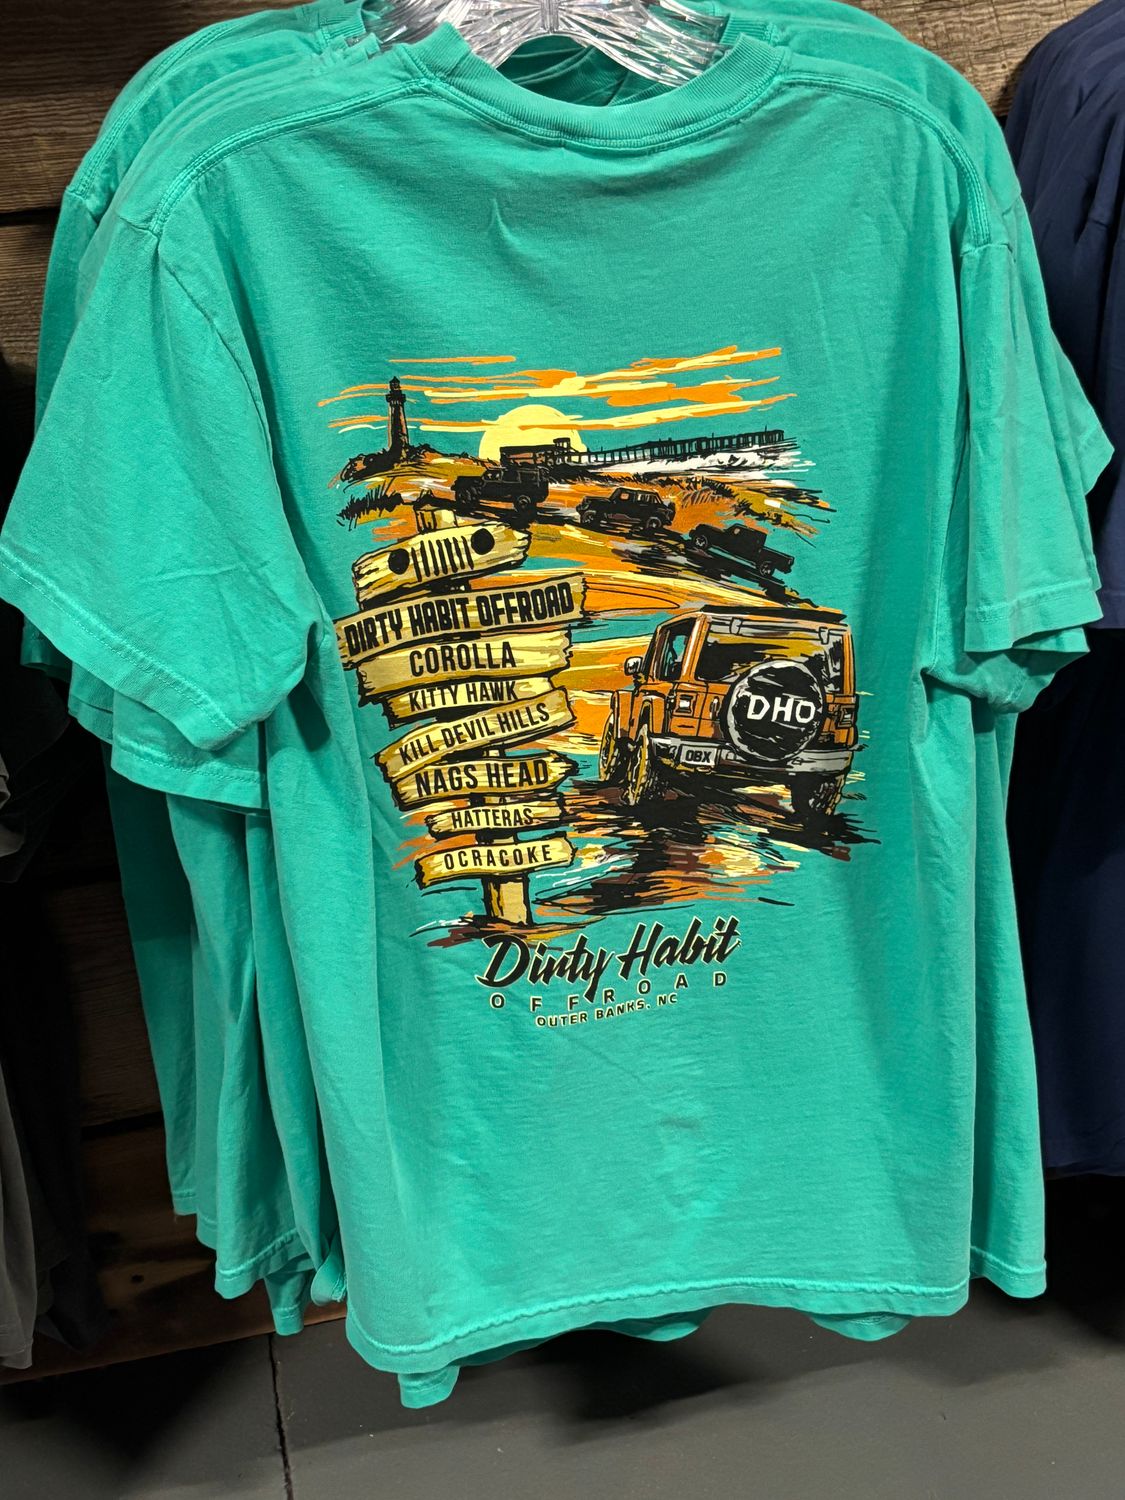 DIRTY HABIT OFFROAD
COROLLA
KITTY HAWK
KILL DEVIL HILLS
NAGS HEAD
HATTERAS
OCRACOKE
DHO
OBX
Dirty Habit
OFFROAD
OUTER BANKS, NC